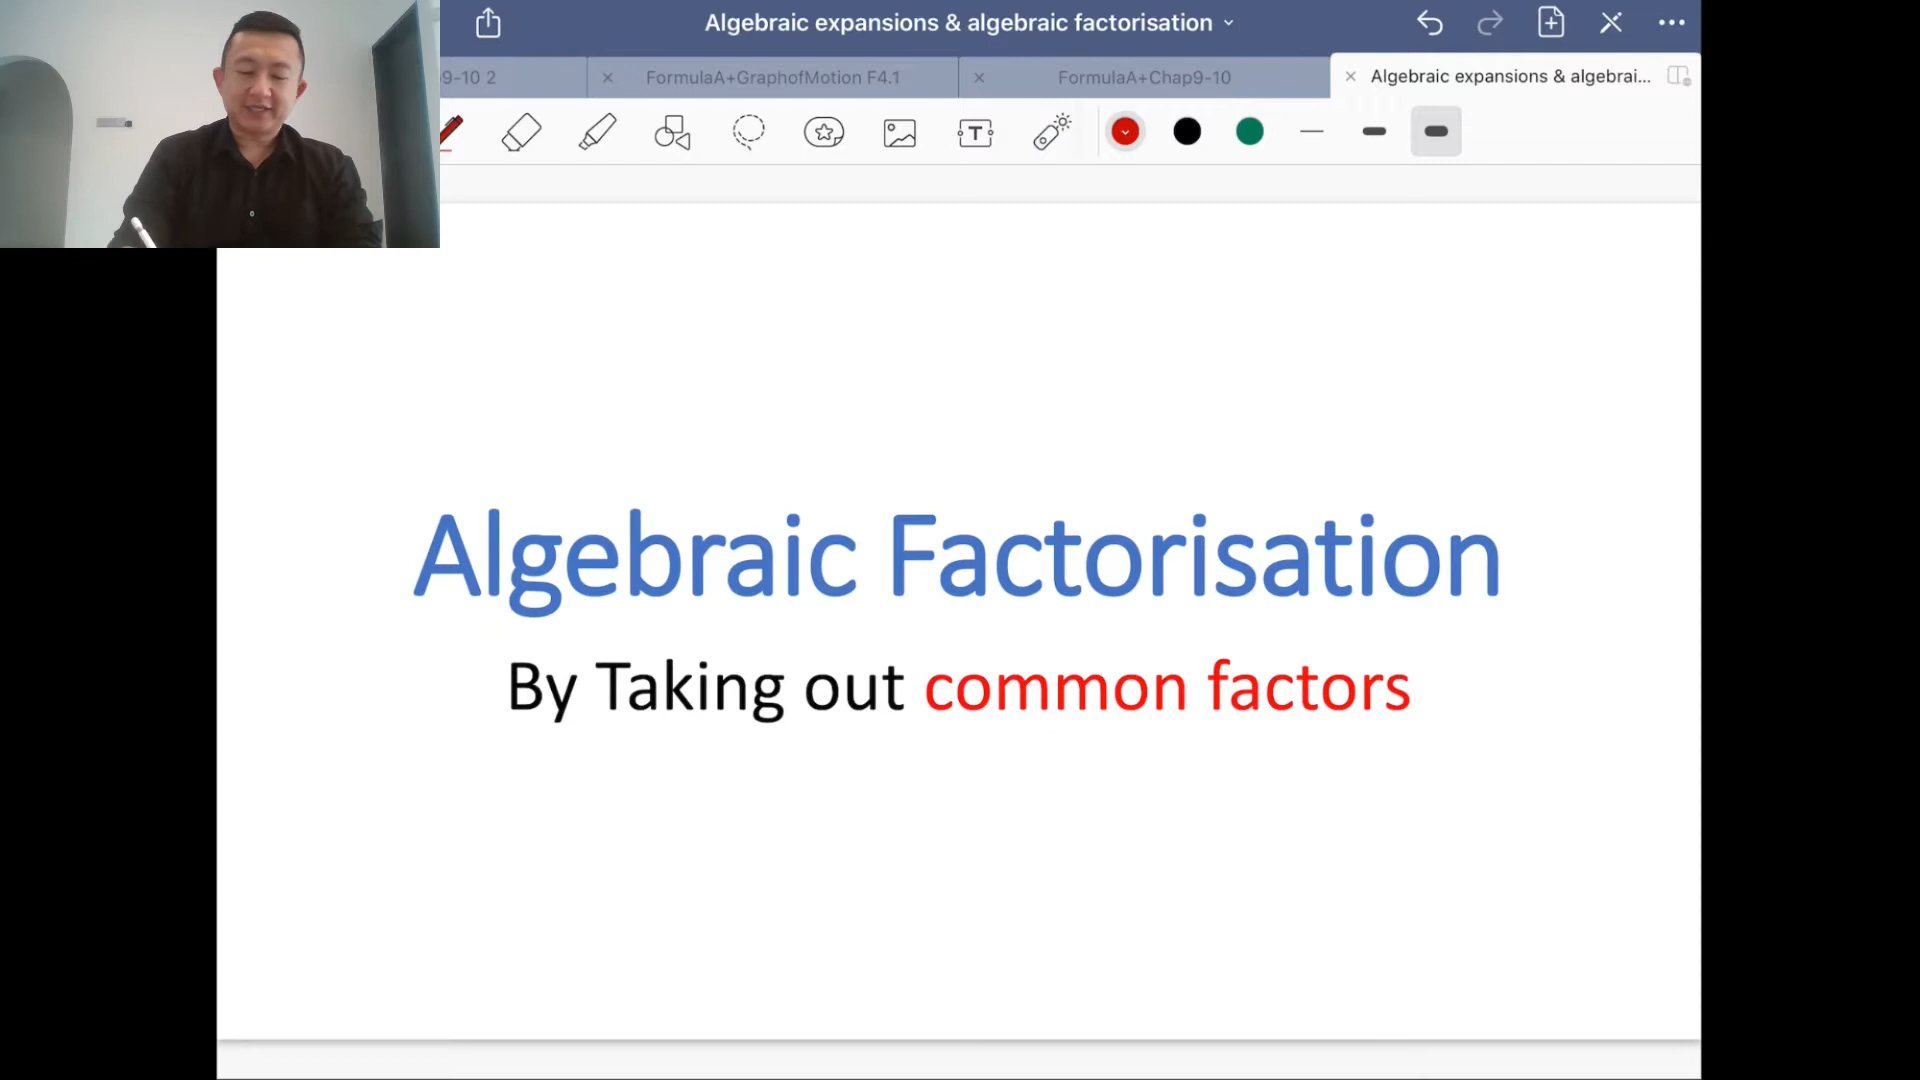 Algebraic expansions & algebraic factorisation
9-10 2
FormulaA+GraphofMotion F4.1
FormulaA+Chap9-10
Algebraic expansions & algebrai...
T
Algebraic Factorisation
By Taking out common factors